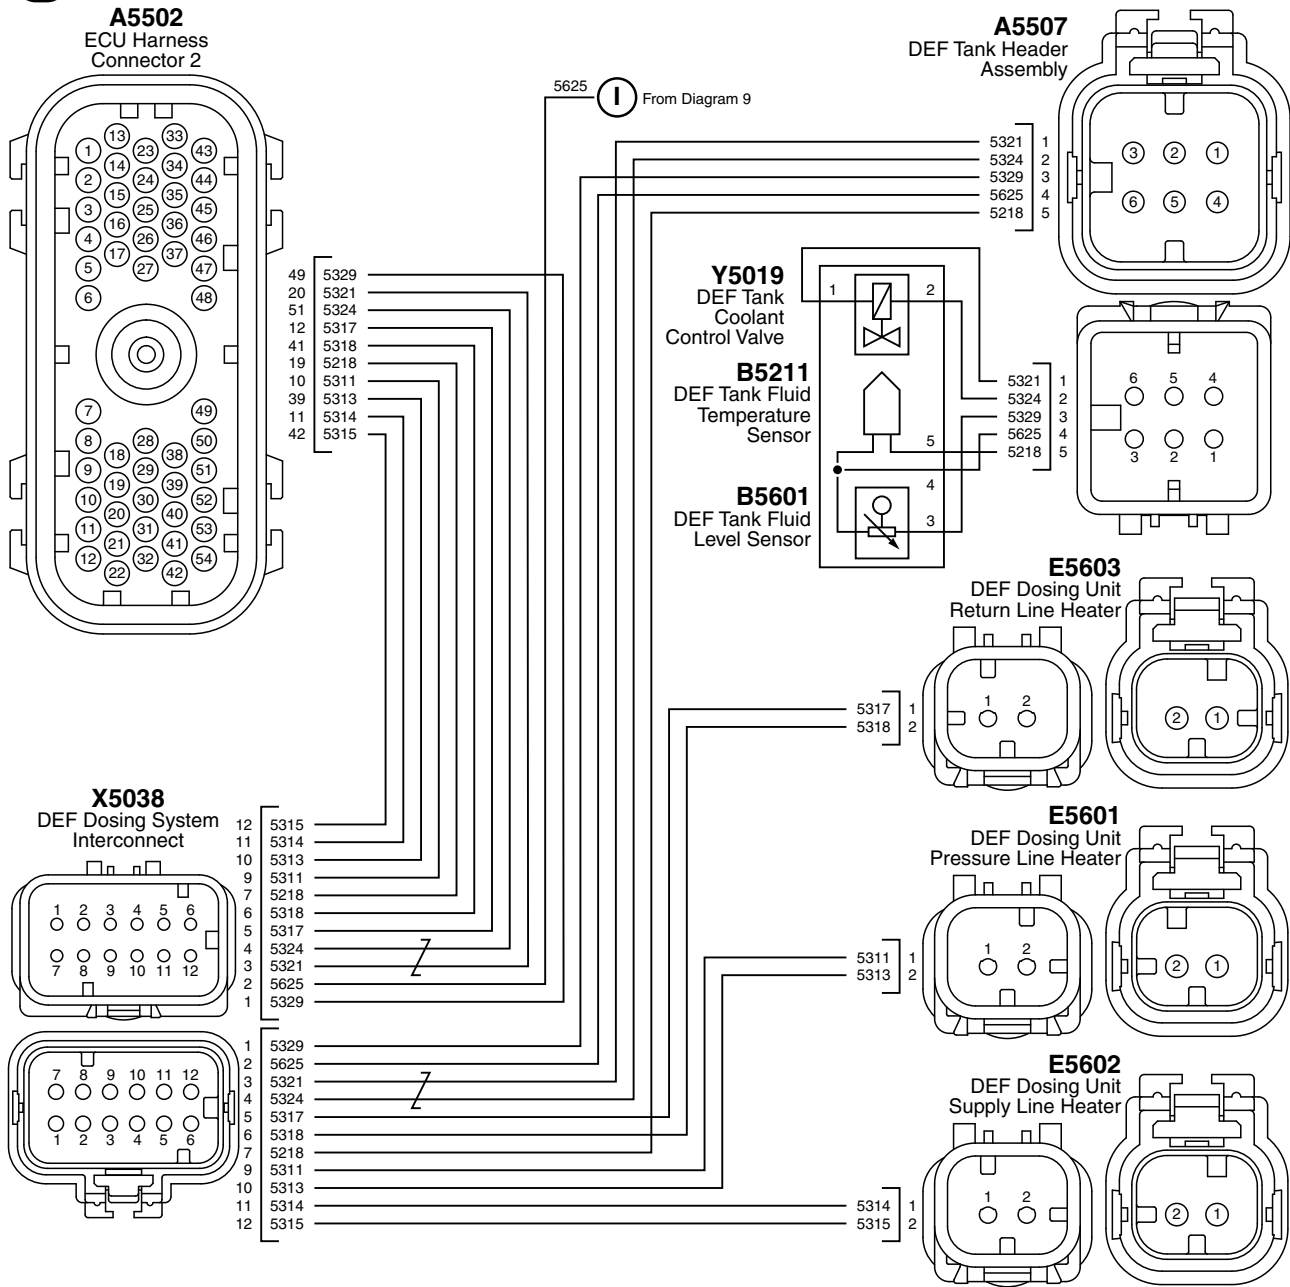 A5502
ECU Harness
Connector 2
13 33
1 23 43
14 34
2 24 44
15 35
3 25 45
16 36
4 26 46
17 37
5 27 47
6 48
7 49
8 28 50
18 38
9 29 51
19 39
10 30 52
20 40
11 31 53
21 41
12 32 54
22 42
49 5329
20 5321
51 5324
12 5317
41 5318
19 5218
10 5311
39 5313
11 5314
42 5315
5625 I From Diagram 9
A5507
DEF Tank Header
Assembly
5321 1
5324 2
5329 3
5625 4
5218 5
3 2 1
6 5 4
Y5019
DEF Tank
Coolant
Control Valve
1 2
B5211
DEF Tank Fluid
Temperature
Sensor
5
4
B5601
DEF Tank Fluid
Level Sensor
3
5321 1
5324 2
5329 3
5625 4
5218 5
6 5 4
3 2 1
E5603
DEF Dosing Unit
Return Line Heater
5317 1
5318 2
1 2
2 1
E5601
DEF Dosing Unit
Pressure Line Heater
5311 1
5313 2
1 2
2 1
E5602
DEF Dosing Unit
Supply Line Heater
5314 1
5315 2
1 2
2 1
X5038
DEF Dosing System
Interconnect
1 2 3 4 5 6
7 8 9 10 11 12
12 5315
11 5314
10 5313
9 5311
7 5218
6 5318
5 5317
4 5324
3 5321
2 5625
1 5329
7 8 9 10 11 12
1 2 3 4 5 6
1 5329
2 5625
3 5321
4 5324
5 5317
6 5318
7 5218
9 5311
10 5313
11 5314
12 5315